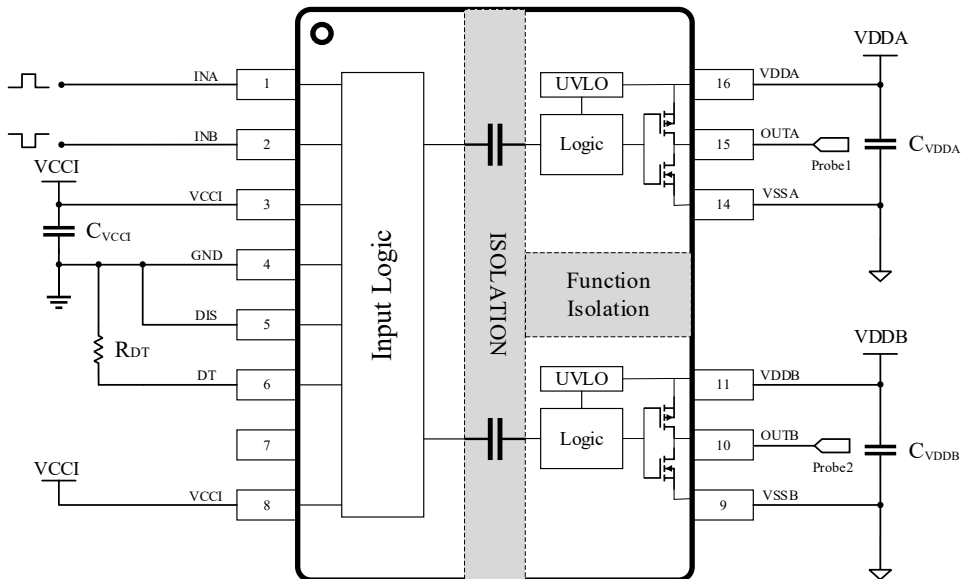 VDDA
INA
1
UVLO
16
VDDA
INB
2
Logic
15
OUTA
Probe1
CVDDA
VCCI
VCCI
3
14
VSSA
CVCCI
GND
4
Input Logic
ISOLATION
Function
Isolation
DIS
5
RDT
DT
6
VDDB
UVLO
11
VDDB
7
Logic
10
OUTB
Probe2
CVDDB
VCCI
VCCI
8
9
VSSB